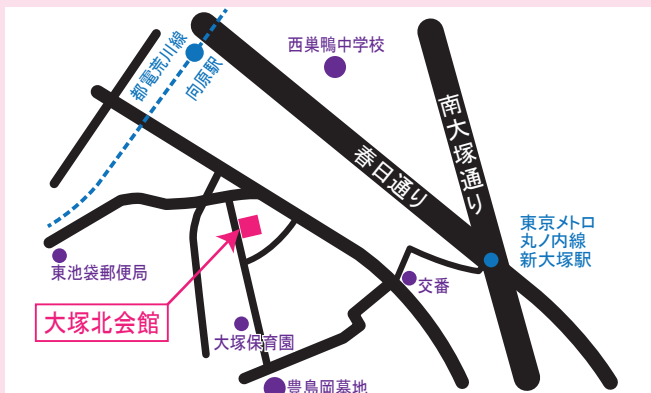 都電荒川線
向原駅
西巣鴨中学校
南大塚通り
春日通り
東京メトロ
丸ノ内線
新大塚駅
東池袋郵便局
交番
大塚北会館
大塚保育園
豊島岡墓地